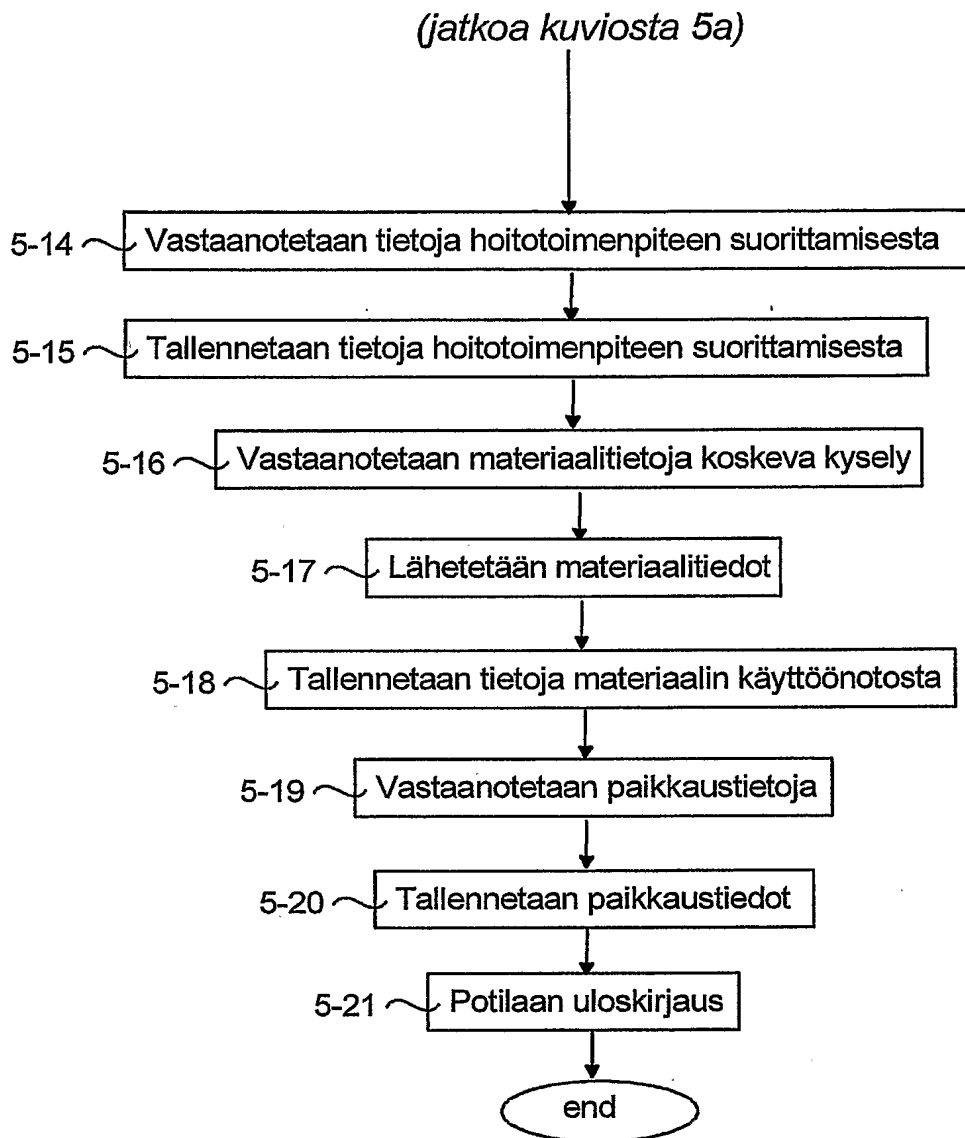 (jatkoa kuviosta 5a)
5-14 Vastaanotetaan tietoja hoitotoimenpiteen suorittamisesta
5-15 Tallennetaan tietoja hoitotoimenpiteen suorittamisesta
5-16 Vastaanotetaan materiaalitietoja koskeva kysely
5-17 Lähetetään materiaalitiedot
5-18 Tallennetaan tietoja materiaalin käyttöönotosta
5-19 Vastaanotetaan paikkaustietoja
5-20 Tallennetaan paikkaustiedot
5-21 Potilaan uloskirjaus
end